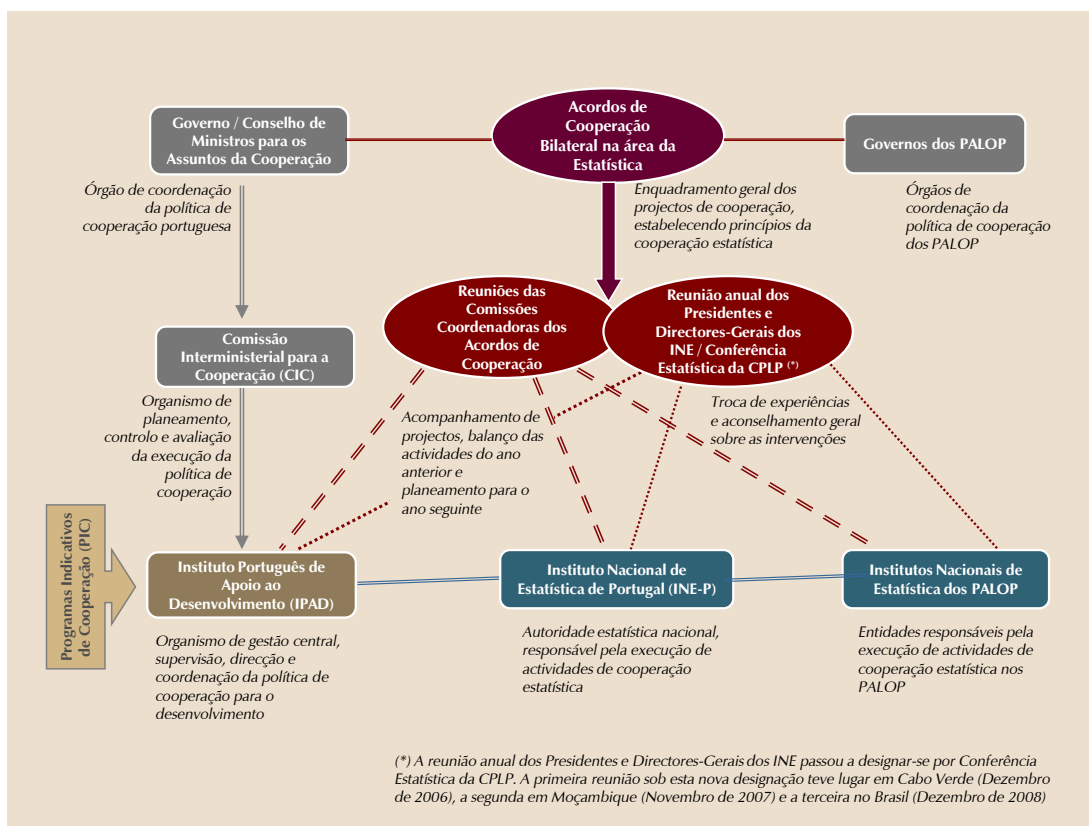 Governo / Conselho de
Ministros para os
Assuntos da Cooperação
Acordos de
Cooperação
Bilateral na área da
Estatística
Governos dos PALOP
Órgão de coordenação
da política de
cooperação portuguesa
Enquadramento geral dos
projectos de cooperação,
estabelecendo princípios da
cooperação estatística
Órgãos de
coordenação da
política de cooperação
dos PALOP
Reuniões das
Comissões
Coordenadoras dos
Acordos de
Cooperação
Reunião anual dos
Presidentes e
Directores-Gerais dos
INE / Conferência
Estatística da CPLP (*)
Comissão
Interministerial para a
Cooperação (CIC)
Organismo de
planeamento,
controlo e avaliação
da execução da
política de
cooperação
Acompanhamento de
projectos, balanço das
actividades do ano
anterior e
planeamento para o
ano seguinte
Troca de experiências
e aconselhamento geral
sobre as intervenções
Programas Indicativos
de Cooperação (PIC)
Instituto Português de
Apoio ao
Desenvolvimento (IPAD)
Instituto Nacional de
Estatística de Portugal (INE-P)
Institutos Nacionais de
Estatística dos PALOP
Organismo de gestão central,
supervisão, direcção e
coordenação da política de
cooperação para o
desenvolvimento
Autoridade estatística nacional,
responsável pela execução de
actividades de cooperação
estatística
Entidades responsáveis pela
execução de actividades de
cooperação estatística nos
PALOP
(*) A reunião anual dos Presidentes e Directores-Gerais dos INE passou a designar-se por Conferência
Estatística da CPLP. A primeira reunião sob esta nova designação teve lugar em Cabo Verde (Dezembro
de 2006), a segunda em Moçambique (Novembro de 2007) e a terceira no Brasil (Dezembro de 2008)